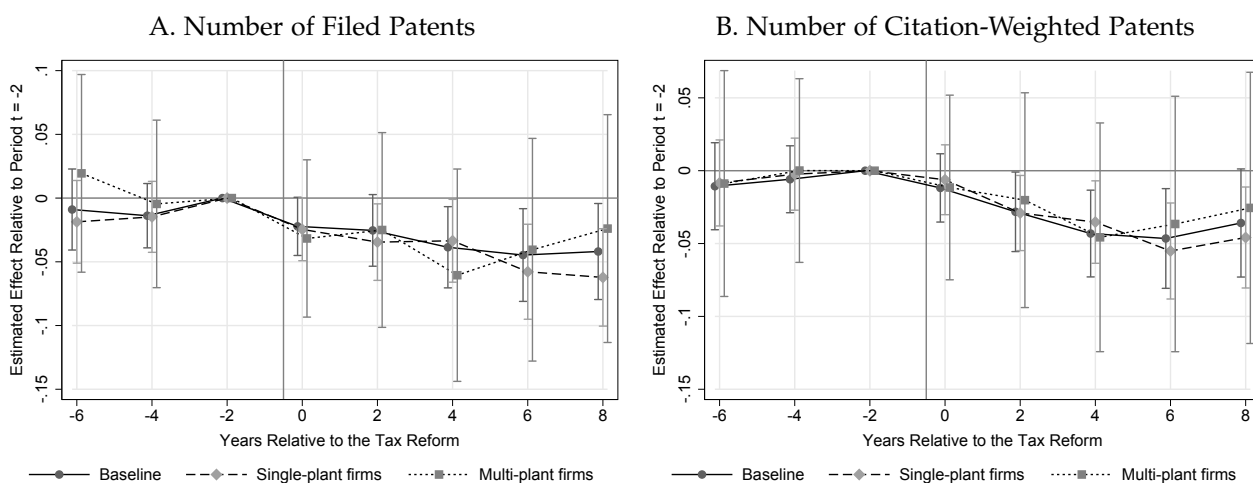 A. Number of Filed Patents
Estimated Effect Relative to Period t = -2
.1
.05
0
-.05
-.1
-.15
-6 -4 -2 0 2 4 6 8
Years Relative to the Tax Reform
Baseline Single-plant firms Multi-plant firms
B. Number of Citation-Weighted Patents
Estimated Effect Relative to Period t = -2
.05
0
-.05
-.1
-.15
-6 -4 -2 0 2 4 6 8
Years Relative to the Tax Reform
Baseline Single-plant firms Multi-plant firms